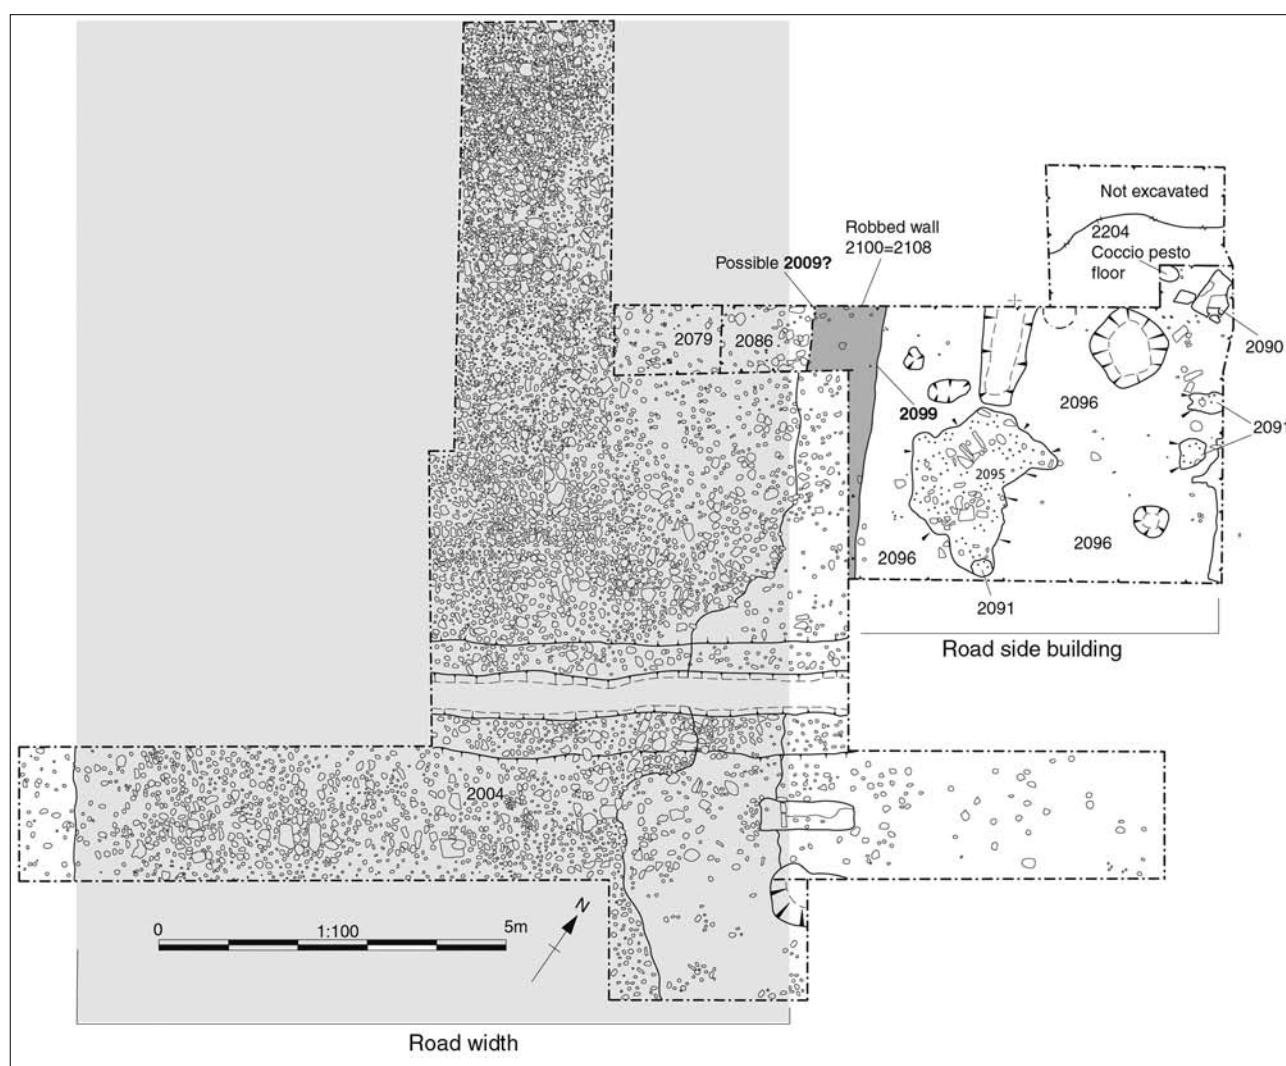 Not excavated
2204
Coccio pesto
floor
Robbed wall
2100=2108
Possible 2009?
2079
2086
2090
2096
2099
2091
2095
2096
2096
2091
Road side building
2004
0
1:100
5m
N
Road width